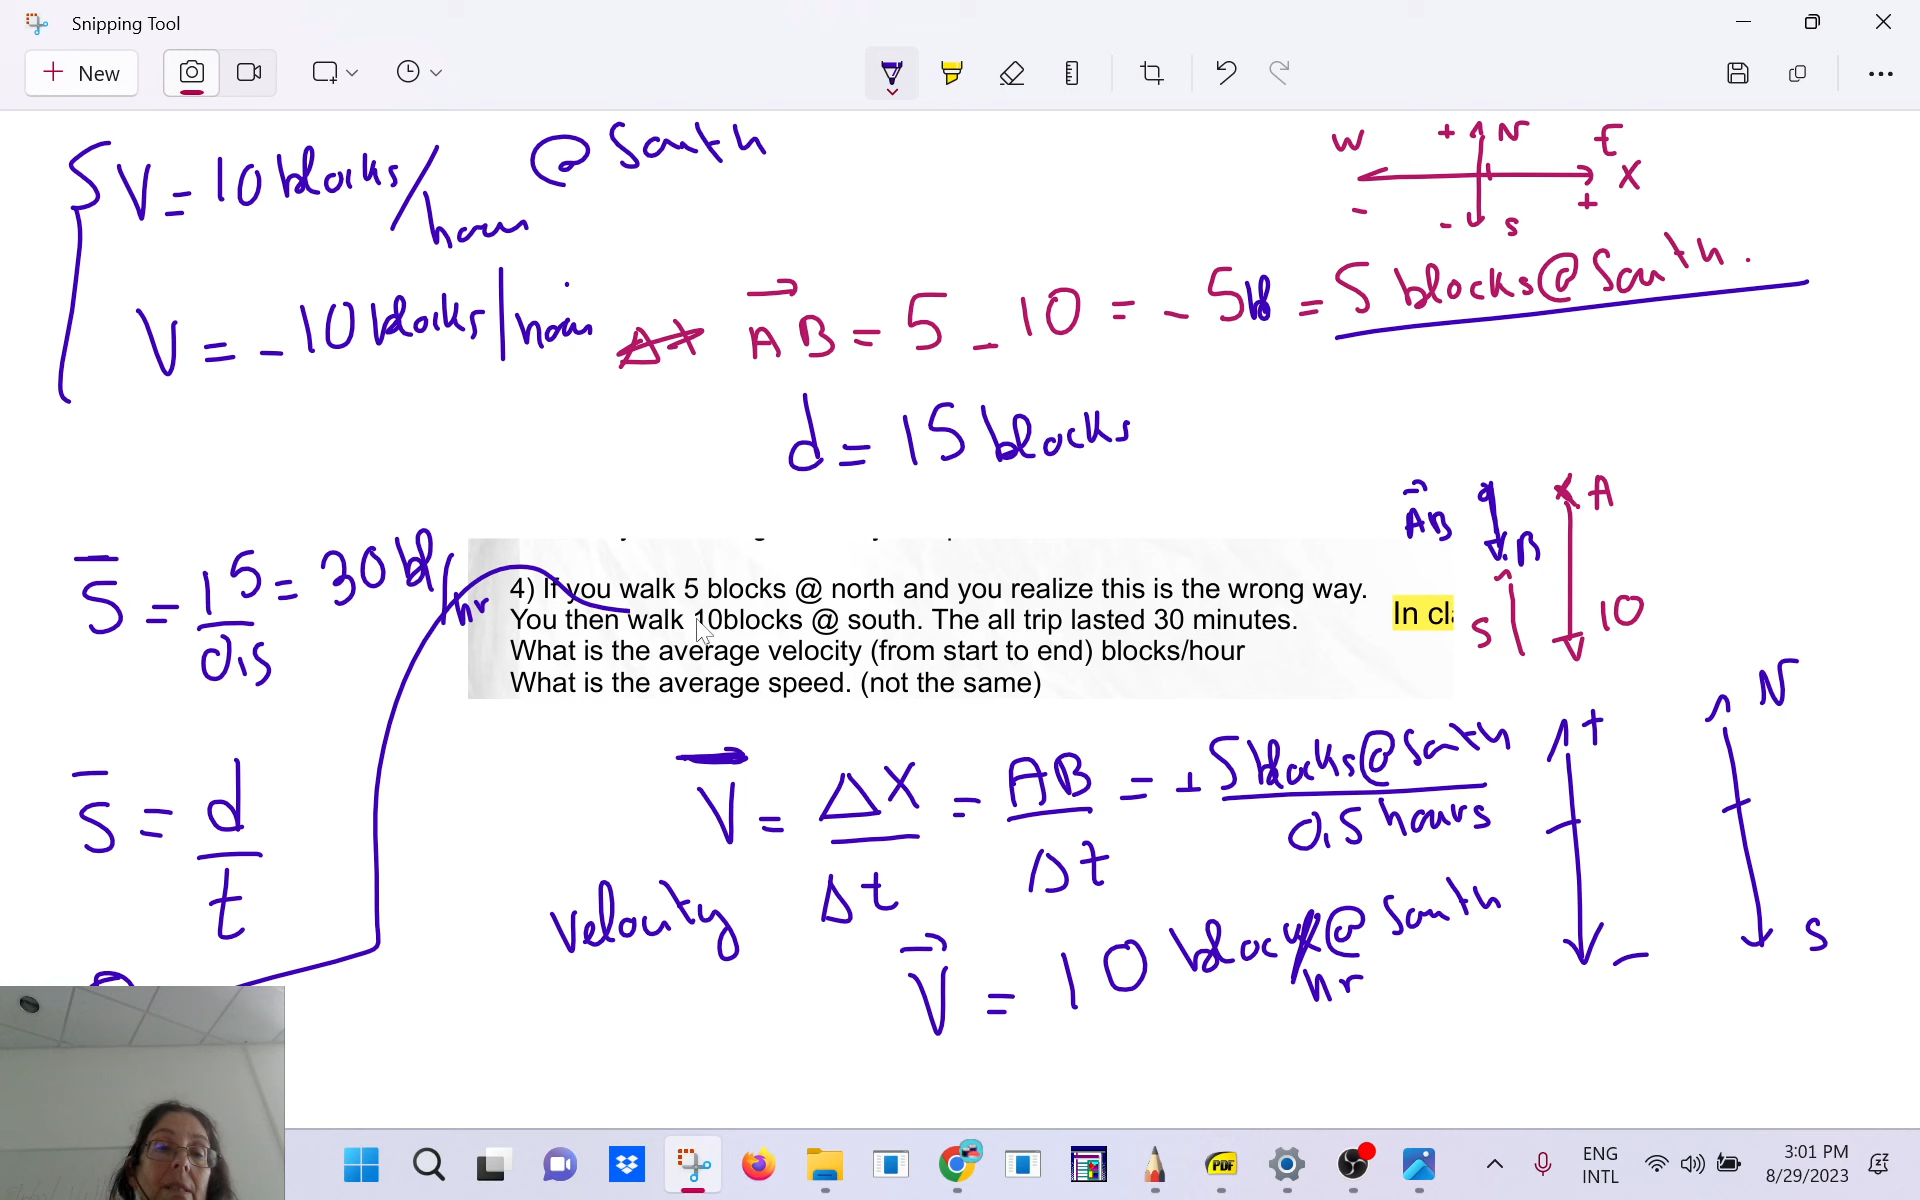 Snipping Tool
New
V = 10 blocks/hour @ South
W + N E
X
- - S +
V = - 10 blocks/hour
Δx AB = 5 - 10 = - 5 bl = 5 blocks @ South.
d = 15 blocks
AB B A
S 10
S = 15/0.5 = 30 bl/hr
4) If you walk 5 blocks @ north and you realize this is the wrong way.
You then walk 10blocks @ south. The all trip lasted 30 minutes.
What is the average velocity (from start to end) blocks/hour
What is the average speed. (not the same)
In cl
S = d/t
V = ΔX/Δt = AB/Δt = 5 blocks @ South/0,5 hours
+ N
- S
velocity
V = 10 block/hr @ South
PDF
ENG
INTL
3:01 PM
8/29/2023